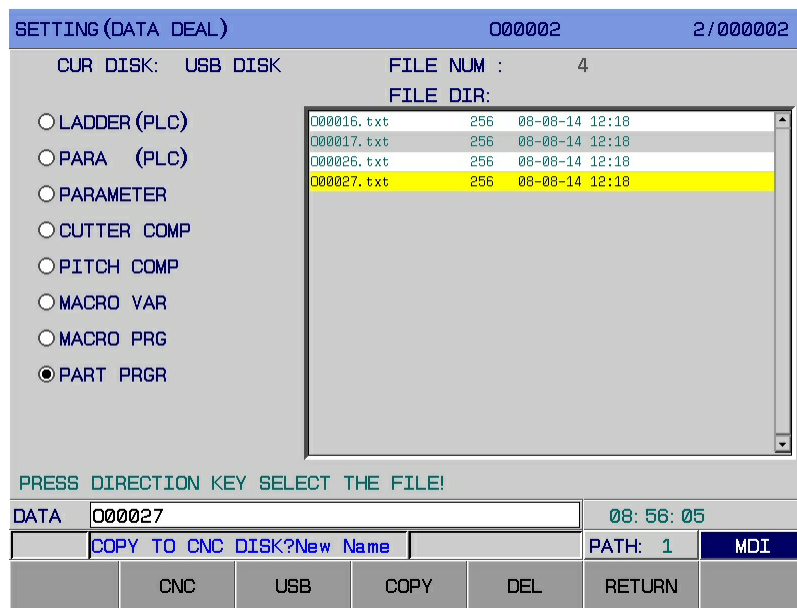 SETTING(DATA DEAL) O00002 2/000002
CUR DISK: USB DISK FILE NUM : 4
FILE DIR:
LADDER(PLC)
PARA (PLC)
PARAMETER
CUTTER COMP
PITCH COMP
MACRO VAR
MACRO PRG
PART PRGR
O00016.txt 256 08-08-14 12:18
O00017.txt 256 08-08-14 12:18
O00026.txt 256 08-08-14 12:18
O00027.txt 256 08-08-14 12:18
PRESS DIRECTION KEY SELECT THE FILE!
DATA O00027 08:56:05
COPY TO CNC DISK?New Name PATH: 1 MDI
CNC USB COPY DEL RETURN